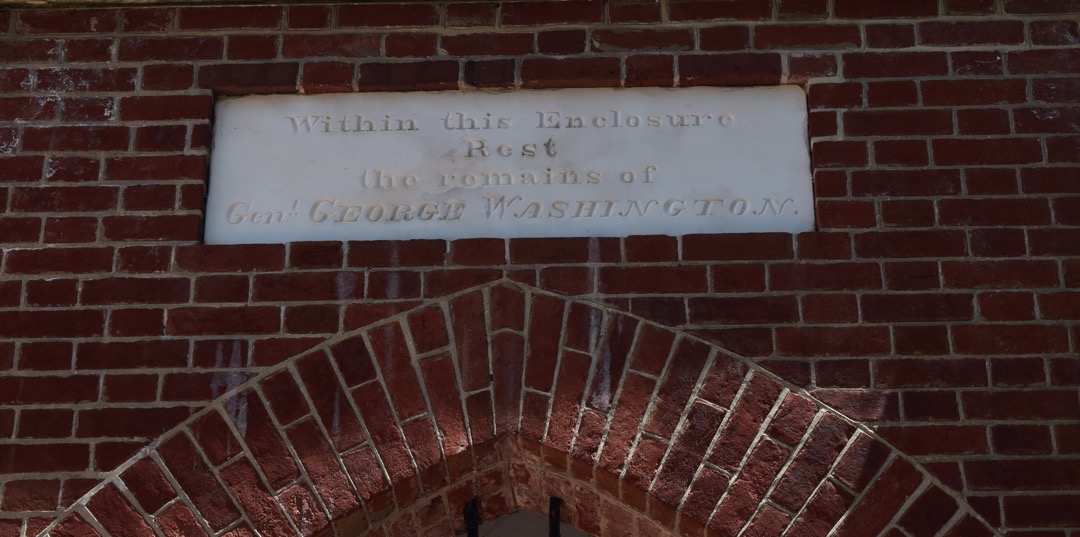 Within this Enclosure
Rest
the remains of
Genl. GEORGE WASHINGTON.